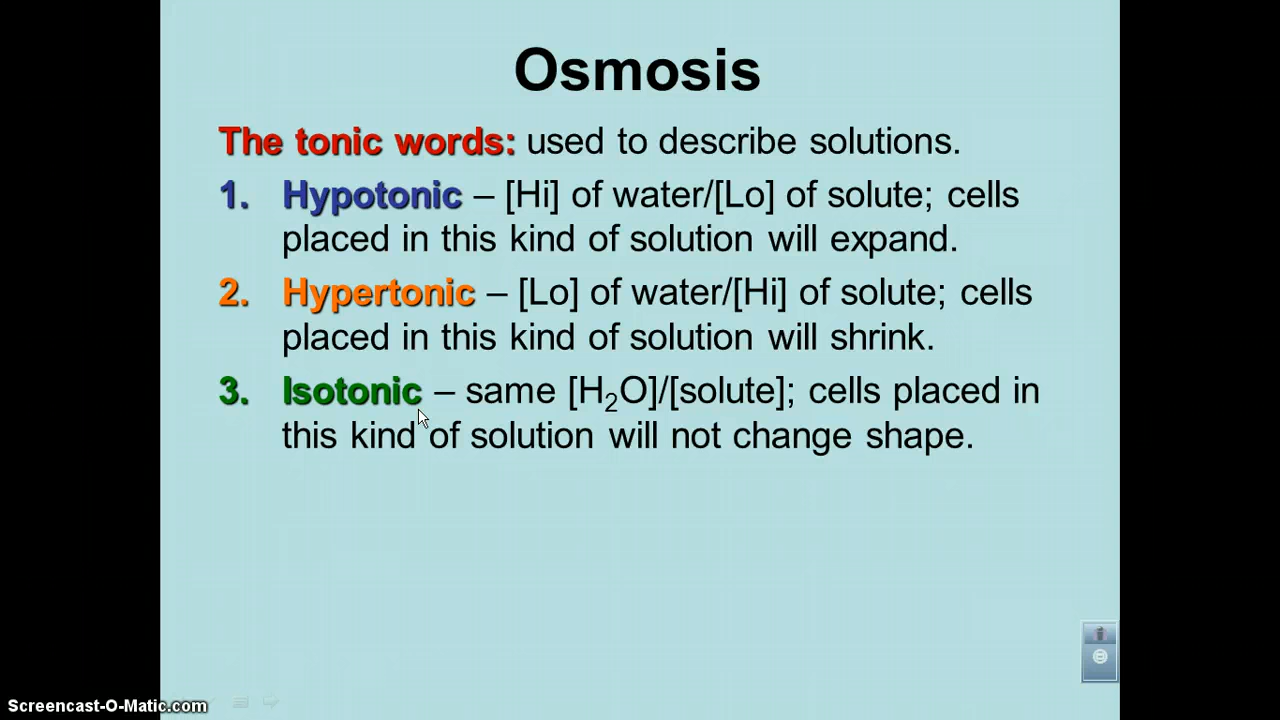 Osmosis
The tonic words: used to describe solutions.
1. Hypotonic – [Hi] of water/[Lo] of solute; cells
placed in this kind of solution will expand.
2. Hypertonic – [Lo] of water/[Hi] of solute; cells
placed in this kind of solution will shrink.
3. Isotonic – same [H₂O]/[solute]; cells placed in
this kind of solution will not change shape.
Screencast-O-Matic.com